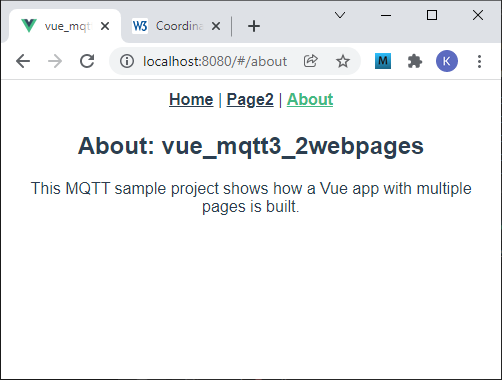 vue_mqt
W3 Coordina
localhost:8080/#/about
M
K
Home | Page2 | About
About: vue_mqtt3_2webpages
This MQTT sample project shows how a Vue app with multiple
pages is built.